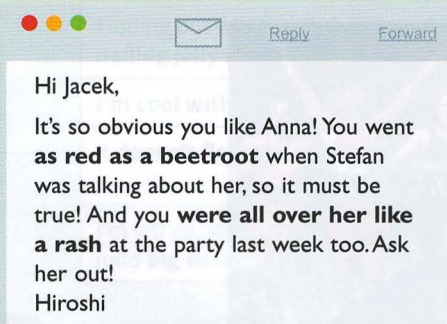 Reply Forward
Hi Jacek,
It's so obvious you like Anna! You went
as red as a beetroot when Stefan
was talking about her, so it must be
true! And you were all over her like
a rash at the party last week too. Ask
her out!
Hiroshi